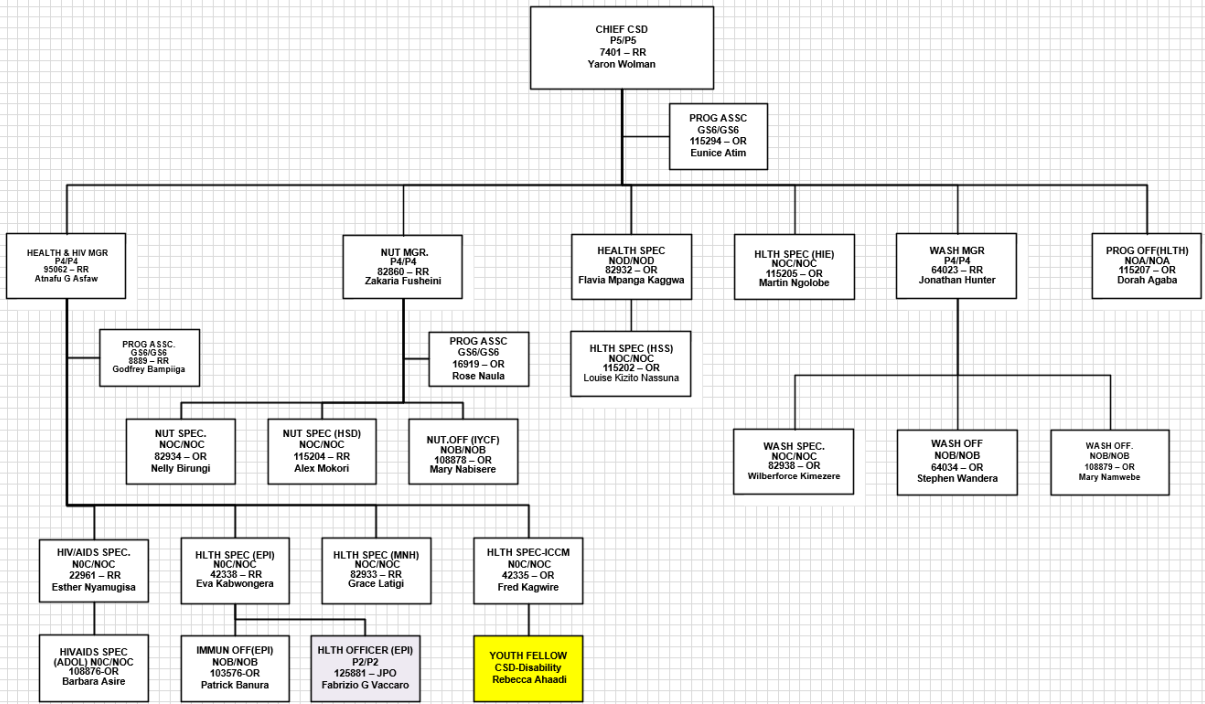 CHIEF CSD
P5/P5
7401 – RR
Yaron Wolman
PROG ASSC
GS6/GS6
115294 – OR
Eunice Atim
HEALTH & HIV MGR
P4/P4
95062 – RR
Atnafu G Asfaw
NUT MGR.
P4/P4
82860 – RR
Zakaria Fusheini
HEALTH SPEC
NOD/NOD
82932 – OR
Flavia Mpanga Kaggwa
HLTH SPEC (HIE)
NOC/NOC
115205 – OR
Martin Ngolobe
WASH MGR
P4/P4
64023 – RR
Jonathan Hunter
PROG OFF(HLTH)
NOA/NOA
115207 – OR
Dorah Agaba
PROG ASSC.
GS6/GS6
8889 – RR
Godfrey Bampiiga
PROG ASSC
GS6/GS6
16919 – OR
Rose Naula
HLTH SPEC (HSS)
NOC/NOC
115202 – OR
Louise Kizito Nassuna
NUT SPEC.
NOC/NOC
82934 – OR
Nelly Birungi
NUT SPEC (HSD)
NOC/NOC
115204 – RR
Alex Mokori
NUT.OFF (IYCF)
NOB/NOB
108878 – OR
Mary Nabisere
WASH SPEC.
NOC/NOC
82938 – OR
Wilberforce Kimezere
WASH OFF
NOB/NOB
64034 – OR
Stephen Wandera
WASH OFF.
NOB/NOB
108879 – OR
Mary Namwebe
HIV/AIDS SPEC.
N0C/NOC
22961 – RR
Esther Nyamugisa
HLTH SPEC (EPI)
N0C/NOC
42338 – RR
Eva Kabwongera
HLTH SPEC (MNH)
NOC/NOC
82933 – RR
Grace Latigi
HLTH SPEC-ICCM
N0C/NOC
42335 – OR
Fred Kagwire
HIVAIDS SPEC
(ADOL) N0C/NOC
108876-OR
Barbara Asire
IMMUN OFF(EPI)
NOB/NOB
103576-OR
Patrick Banura
HLTH OFFICER (EPI)
P2/P2
125881 – JPO
Fabrizio G Vaccaro
YOUTH FELLOW
CSD-Disability
Rebecca Ahaadi